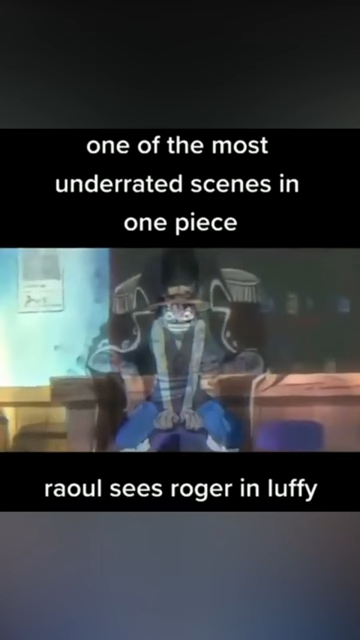 one of the most
underrated scenes in
one piece
raoul sees roger in luffy